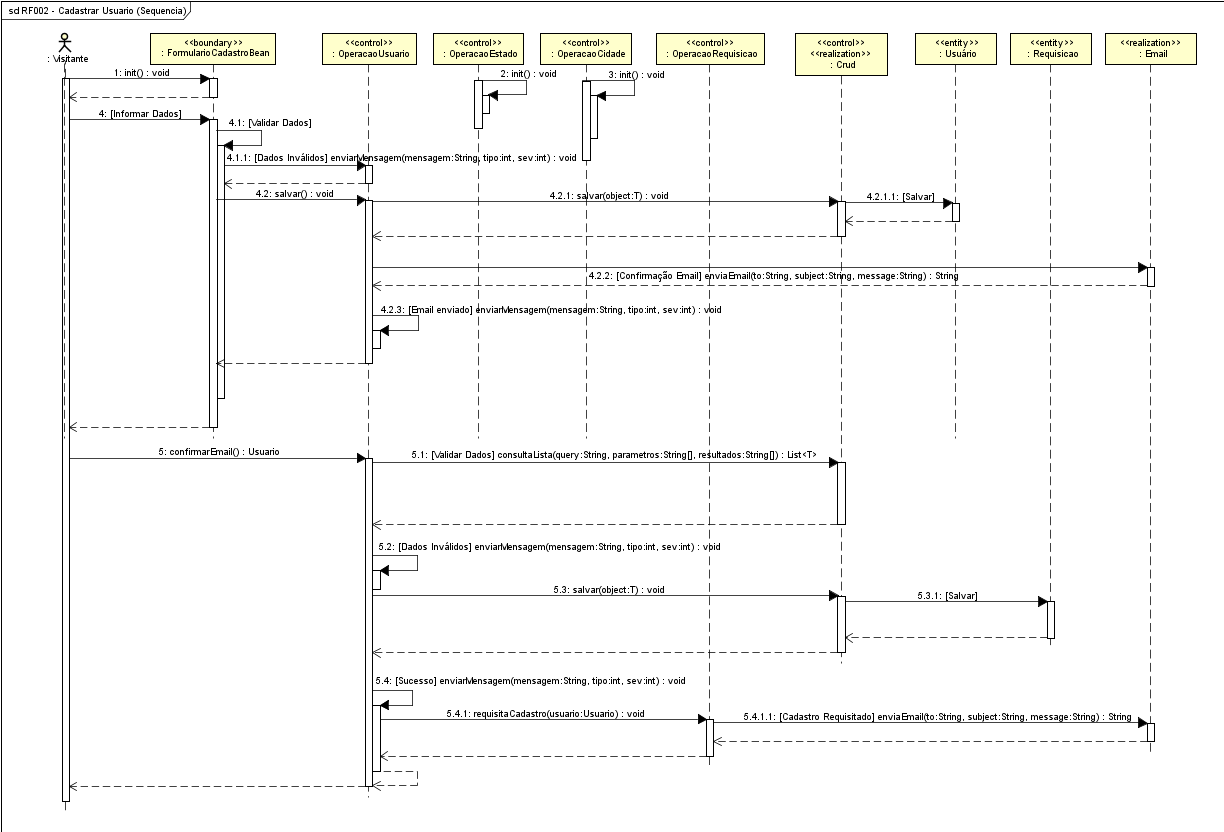 sd RF002 - Cadastrar Usuario (Sequencia)
: Visitante
<<boundary>>
: FormularioCadastroBean
<<control>>
: OperacaoUsuario
<<control>>
: OperacaoEstado
<<control>>
: OperacaoCidade
<<control>>
: OperacaoRequisicao
<<control>>
<<realization>>
: Crud
<<entity>>
: Usuário
<<entity>>
: Requisicao
<<realization>>
: Email
1: init() : void
2: init() : void
3: init() : void
4: [Informar Dados]
4.1: [Validar Dados]
4.1.1: [Dados Inválidos] enviarMensagem(mensagem:String, tipo:int, sev:int) : void
4.2: salvar() : void
4.2.1: salvar(object:T) : void
4.2.1.1: [Salvar]
4.2.2: [Confirmação Email] enviaEmail(to:String, subject:String, message:String) : String
4.2.3: [Email enviado] enviarMensagem(mensagem:String, tipo:int, sev:int) : void
5: confirmarEmail() : Usuario
5.1: [Validar Dados] consultaLista(query:String, parametros:String[], resultados:String[]) : List<T>
5.2: [Dados Inválidos] enviarMensagem(mensagem:String, tipo:int, sev:int) : void
5.3: salvar(object:T) : void
5.3.1: [Salvar]
5.4: [Sucesso] enviarMensagem(mensagem:String, tipo:int, sev:int) : void
5.4.1: requisitaCadastro(usuario:Usuario) : void
5.4.1.1: [Cadastro Requisitado] enviaEmail(to:String, subject:String, message:String) : String